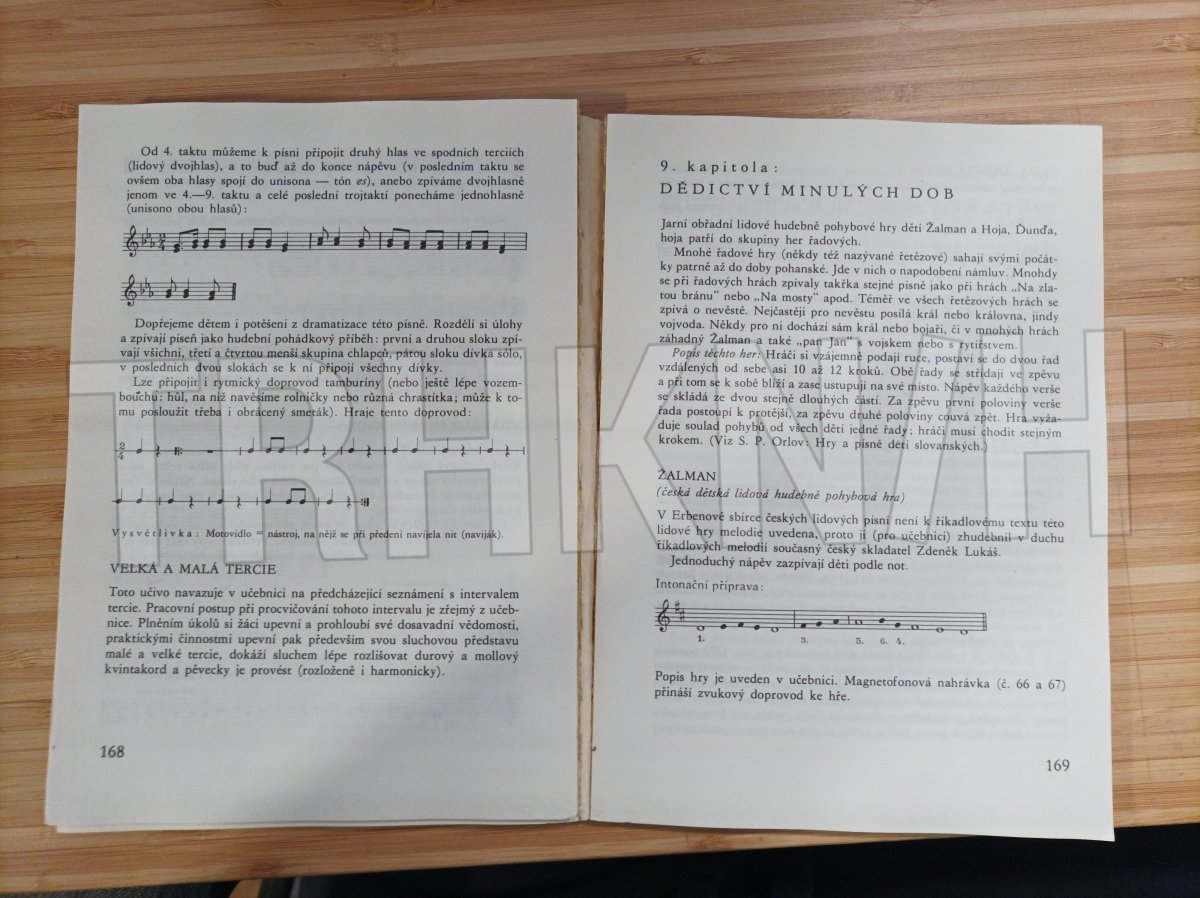 Od 4. taktu můžeme k písni připojit druhý hlas ve spodních terciích
(lidový dvojhlas), a to buď až do konce nápěvu (v posledním taktu se
ovšem oba hlasy spojí do unisona — tón es), anebo zpíváme dvojhlasně
jenom ve 4.—9. taktu a celé poslední trojtaktí ponecháme jednohlasně
(unisono obou hlasů):
2
4
Dopřejeme dětem i potěšení z dramatizace této písně. Rozdělí si úlohy
a zpívají píseň jako hudební pohádkový příběh: první a druhou sloku zpí-
vají všichni, třetí a čtvrtou menší skupina chlapců, pátou sloku dívka sólo,
v posledních dvou slokách se k ní připojí všechny dívky.
Lze připojit i rytmický doprovod tamburíny (nebo ještě lépe vozem-
bouchu: hůl, na níž navěsíme rolničky nebo různá chrastítka; může k to-
mu posloužit třeba i obrácený smeták). Hraje tento doprovod:
2
4
Vysvětlivka: Motovídlo = nástroj, na nějž se při předení navíjela nit (naviják).
VELKÁ A MALÁ TERCIE
Toto učivo navazuje v učebnici na předcházející seznámení s intervalem
tercie. Pracovní postup při procvičování tohoto intervalu je zřejmý z učeb-
nice. Plněním úkolů si žáci upevní a prohloubí své dosavadní vědomosti,
praktickými činnostmi upevní pak především svou sluchovou představu
malé a velké tercie, dokáží sluchem lépe rozlišovat durový a mollový
kvintakord a pěvecky je provést (rozloženě i harmonicky).
168
9. kapitola:
DĚDICTVÍ MINULÝCH DOB
Jarní obřadní lidové hudebně pohybové hry dětí Žalman a Hoja, Ďunďa,
hoja patří do skupiny her řadových.
Mnohé řadové hry (někdy též nazývané řetězové) sahají svými počát-
ky patrně až do doby pohanské. Jde v nich o napodobení námluv. Mnohdy
se při řadových hrách zpívaly takřka stejné písně jako při hrách „Na zla-
tou bránu“ nebo „Na mosty“ apod. Téměř ve všech řetězových hrách se
zpívá o nevěstě. Nejčastěji pro nevěstu posílá král nebo královna, jindy
vojvoda. Někdy pro ni dochází sám král nebo bojaři, či v mnohých hrách
záhadný Žalman a také „pan Jan“ s vojskem nebo s rytířstvem.
Popis těchto her: Hráči si vzájemně podají ruce, postaví se do dvou řad
vzdálených od sebe asi 10 až 12 kroků. Obě řady se střídají ve zpěvu
a při tom se k sobě blíží a zase ustupují na své místo. Nápěv každého verše
se skládá ze dvou stejně dlouhých částí. Za zpěvu první poloviny verše
řada postoupí k protější, za zpěvu druhé poloviny couvá zpět. Hra vyža-
duje soulad pohybů od všech dětí jedné řady; hráči musí chodit stejným
krokem. (Viz S. P. Orlov: Hry a písně dětí slovanských.)
ŽALMAN
(česká dětská lidová hudebně pohybová hra)
V Erbenově sbírce českých lidových písní není k říkadlovému textu této
lidové hry melodie uvedena, proto ji (pro učebnici) zhudebnil v duchu
říkadlových melodií současný český skladatel Zdeněk Lukáš.
Jednoduchý nápěv zazpívají děti podle not.
Intonační příprava:
1. 3. 5. 6. 4.
Popis hry je uveden v učebnici. Magnetofonová nahrávka (č. 66 a 67)
přináší zvukový doprovod ke hře.
169
TRHKNIH